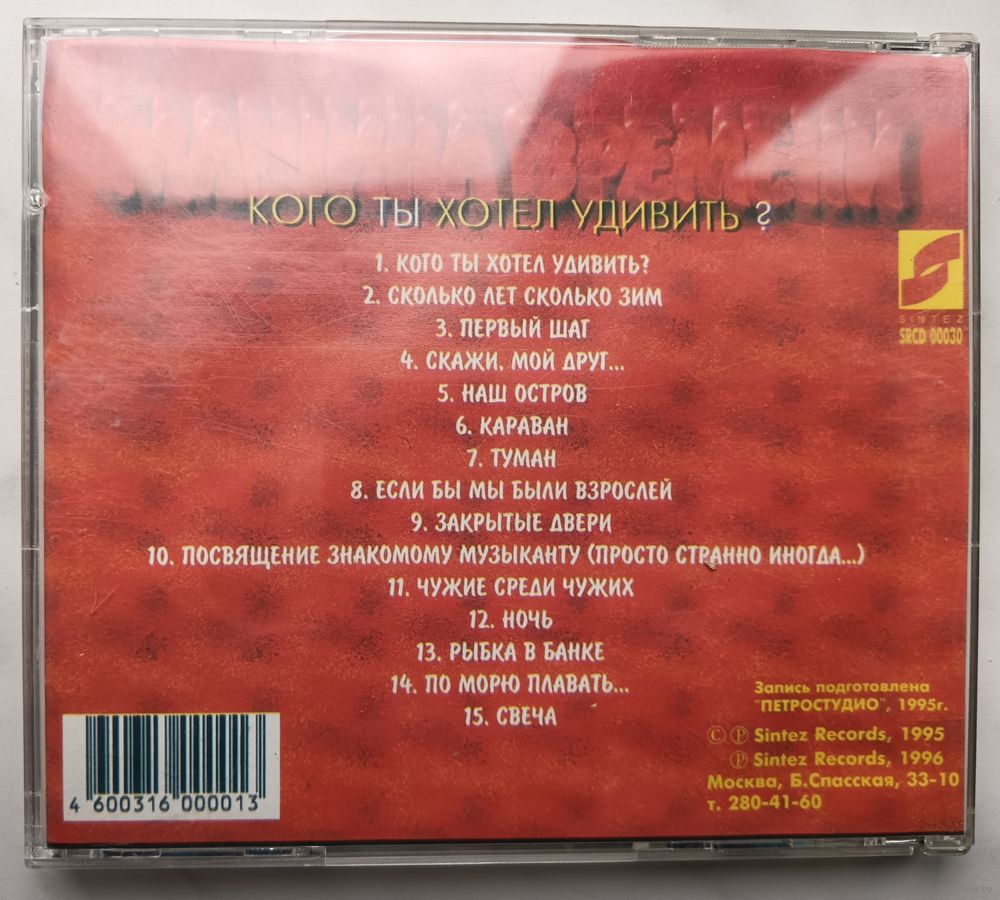 МАШИНА ВРЕМЕНИ
КОГО ТЫ ХОТЕЛ УДИВИТЬ ?
1. КОГО ТЫ ХОТЕЛ УДИВИТЬ?
2. СКОЛЬКО ЛЕТ СКОЛЬКО ЗИМ
3. ПЕРВЫЙ ШАГ
4. СКАЖИ, МОЙ ДРУГ...
5. НАШ ОСТРОВ
6. КАРАВАН
7. ТУМАН
8. ЕСЛИ БЫ МЫ БЫЛИ ВЗРОСЛЕЙ
9. ЗАКРЫТЫЕ ДВЕРИ
10. ПОСВЯЩЕНИЕ ЗНАКОМОМУ МУЗЫКАНТУ (ПРОСТО СТРАННО ИНОГДА...)
11. ЧУЖИЕ СРЕДИ ЧУЖИХ
12. НОЧЬ
13. РЫБКА В БАНКЕ
14. ПО МОРЮ ПЛАВАТЬ...
15. СВЕЧА
SINTEZ
SRCD 00030
Запись подготовлена
"ПЕТРОСТУДИО", 1995г.
© ℗ Sintez Records, 1995
℗ Sintez Records, 1996
Москва, Б.Спасская, 33-10
т. 280-41-60
4 600316 000013